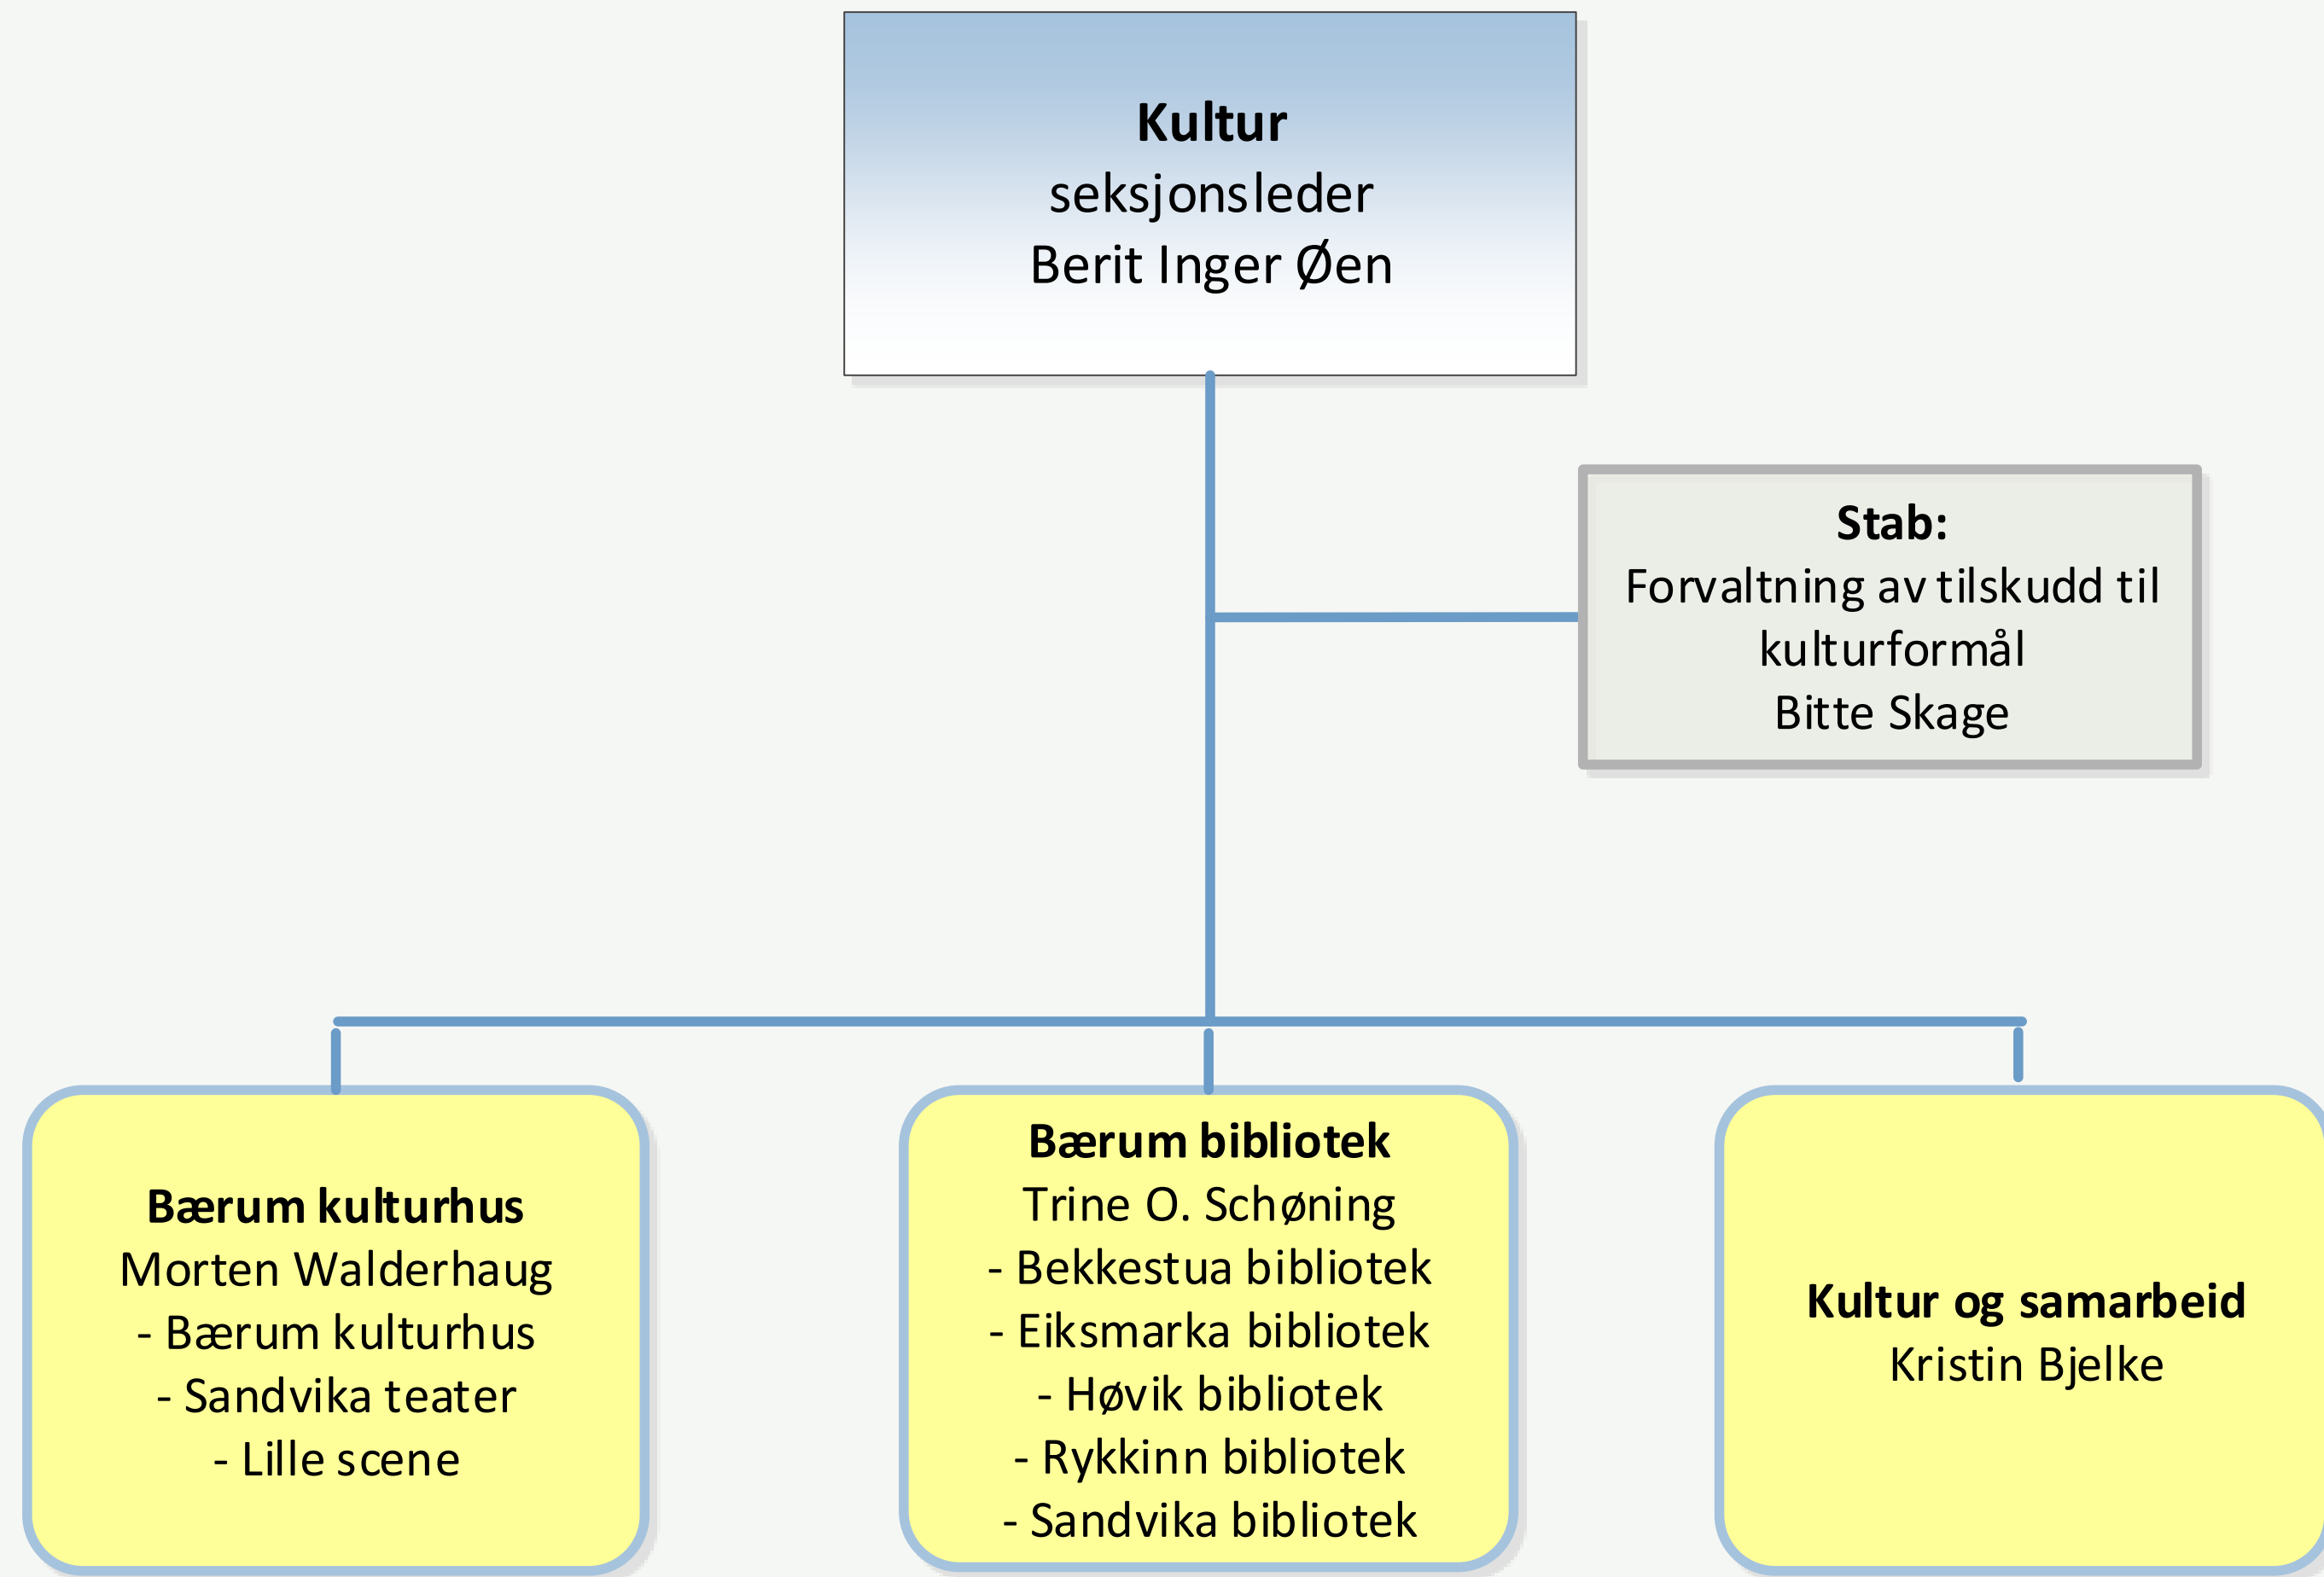 Kultur
seksjonsleder
Berit Inger Øen
Stab:
Forvaltning av tilskudd til
kulturformål
Bitte Skage
Bærum kulturhus
Morten Walderhaug
- Bærum kulturhus
- Sandvika teater
- Lille scene
Bærum bibliotek
Trine O. Schøning
- Bekkestua bibliotek
- Eiksmarka bibliotek
- Høvik bibliotek
- Rykkinn bibliotek
- Sandvika bibliotek
Kultur og samarbeid
Kristin Bjelke